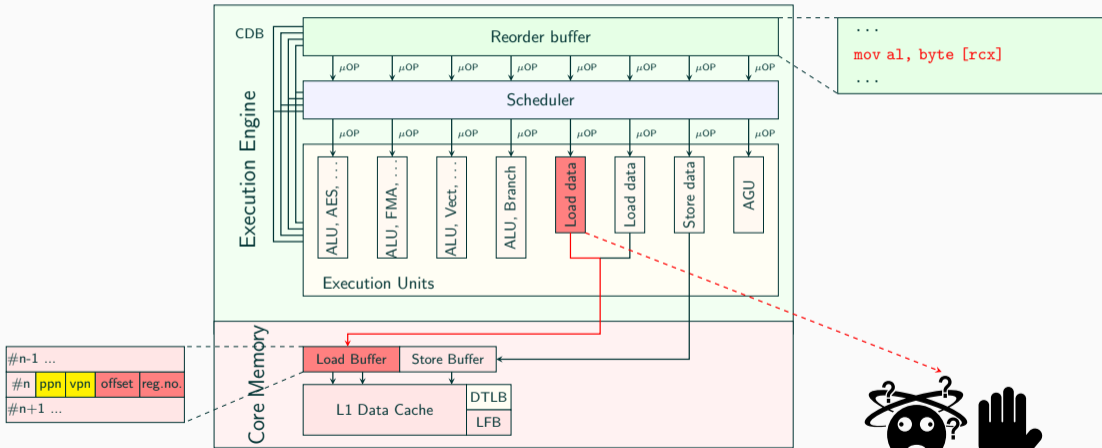 CDB
Reorder buffer
...
mov al, byte [rcx]
...
μOP μOP μOP μOP μOP μOP μOP μOP
Scheduler
μOP μOP μOP μOP μOP μOP μOP μOP
Execution Engine
ALU, AES, ...
ALU, FMA, ...
ALU, Vect, ...
ALU, Branch
Load data
Load data
Store data
AGU
Execution Units
Core Memory
#n-1 ...
#n ppn vpn offset reg.no.
#n+1 ...
Load Buffer Store Buffer
L1 Data Cache
DTLB
LFB
? ? ?